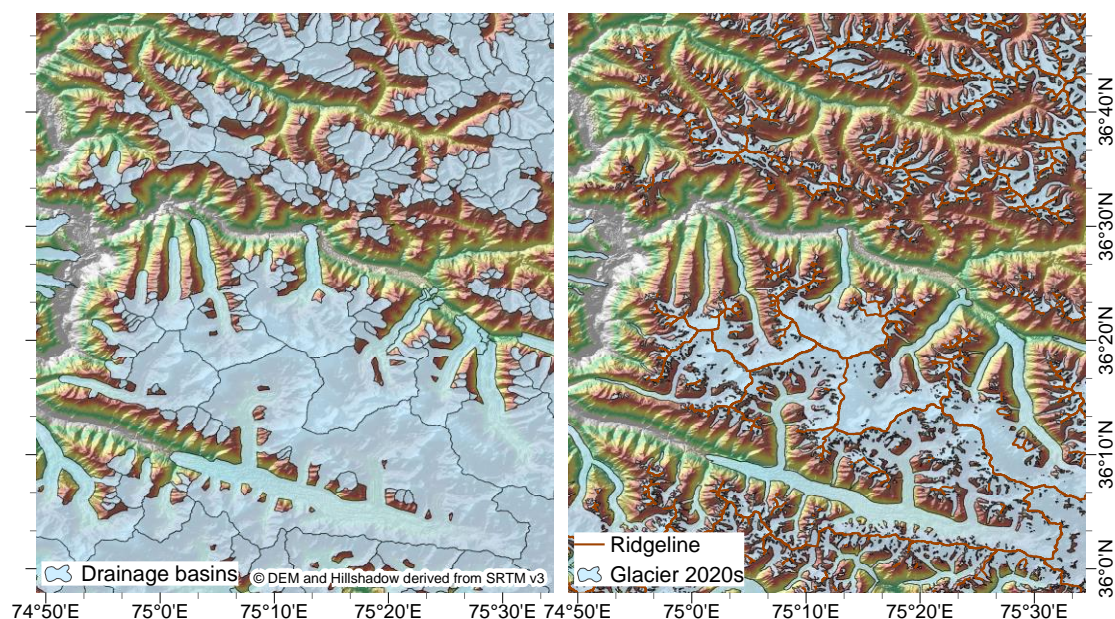 36°40'N
36°30'N
36°20'N
36°10'N
36°0'N
Drainage basins
© DEM and Hillshadow derived from SRTM v3
Ridgeline
Glacier 2020s
74°50'E 75°0'E 75°10'E 75°20'E 75°30'E 74°50'E 75°0'E 75°10'E 75°20'E 75°30'E